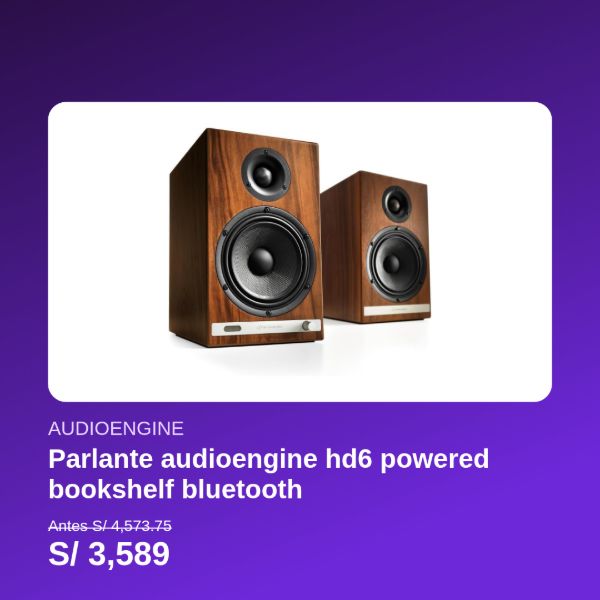 AUDIOENGINE
Parlante audioengine hd6 powered
bookshelf bluetooth
Antes S/ 4,573.75
S/ 3,589